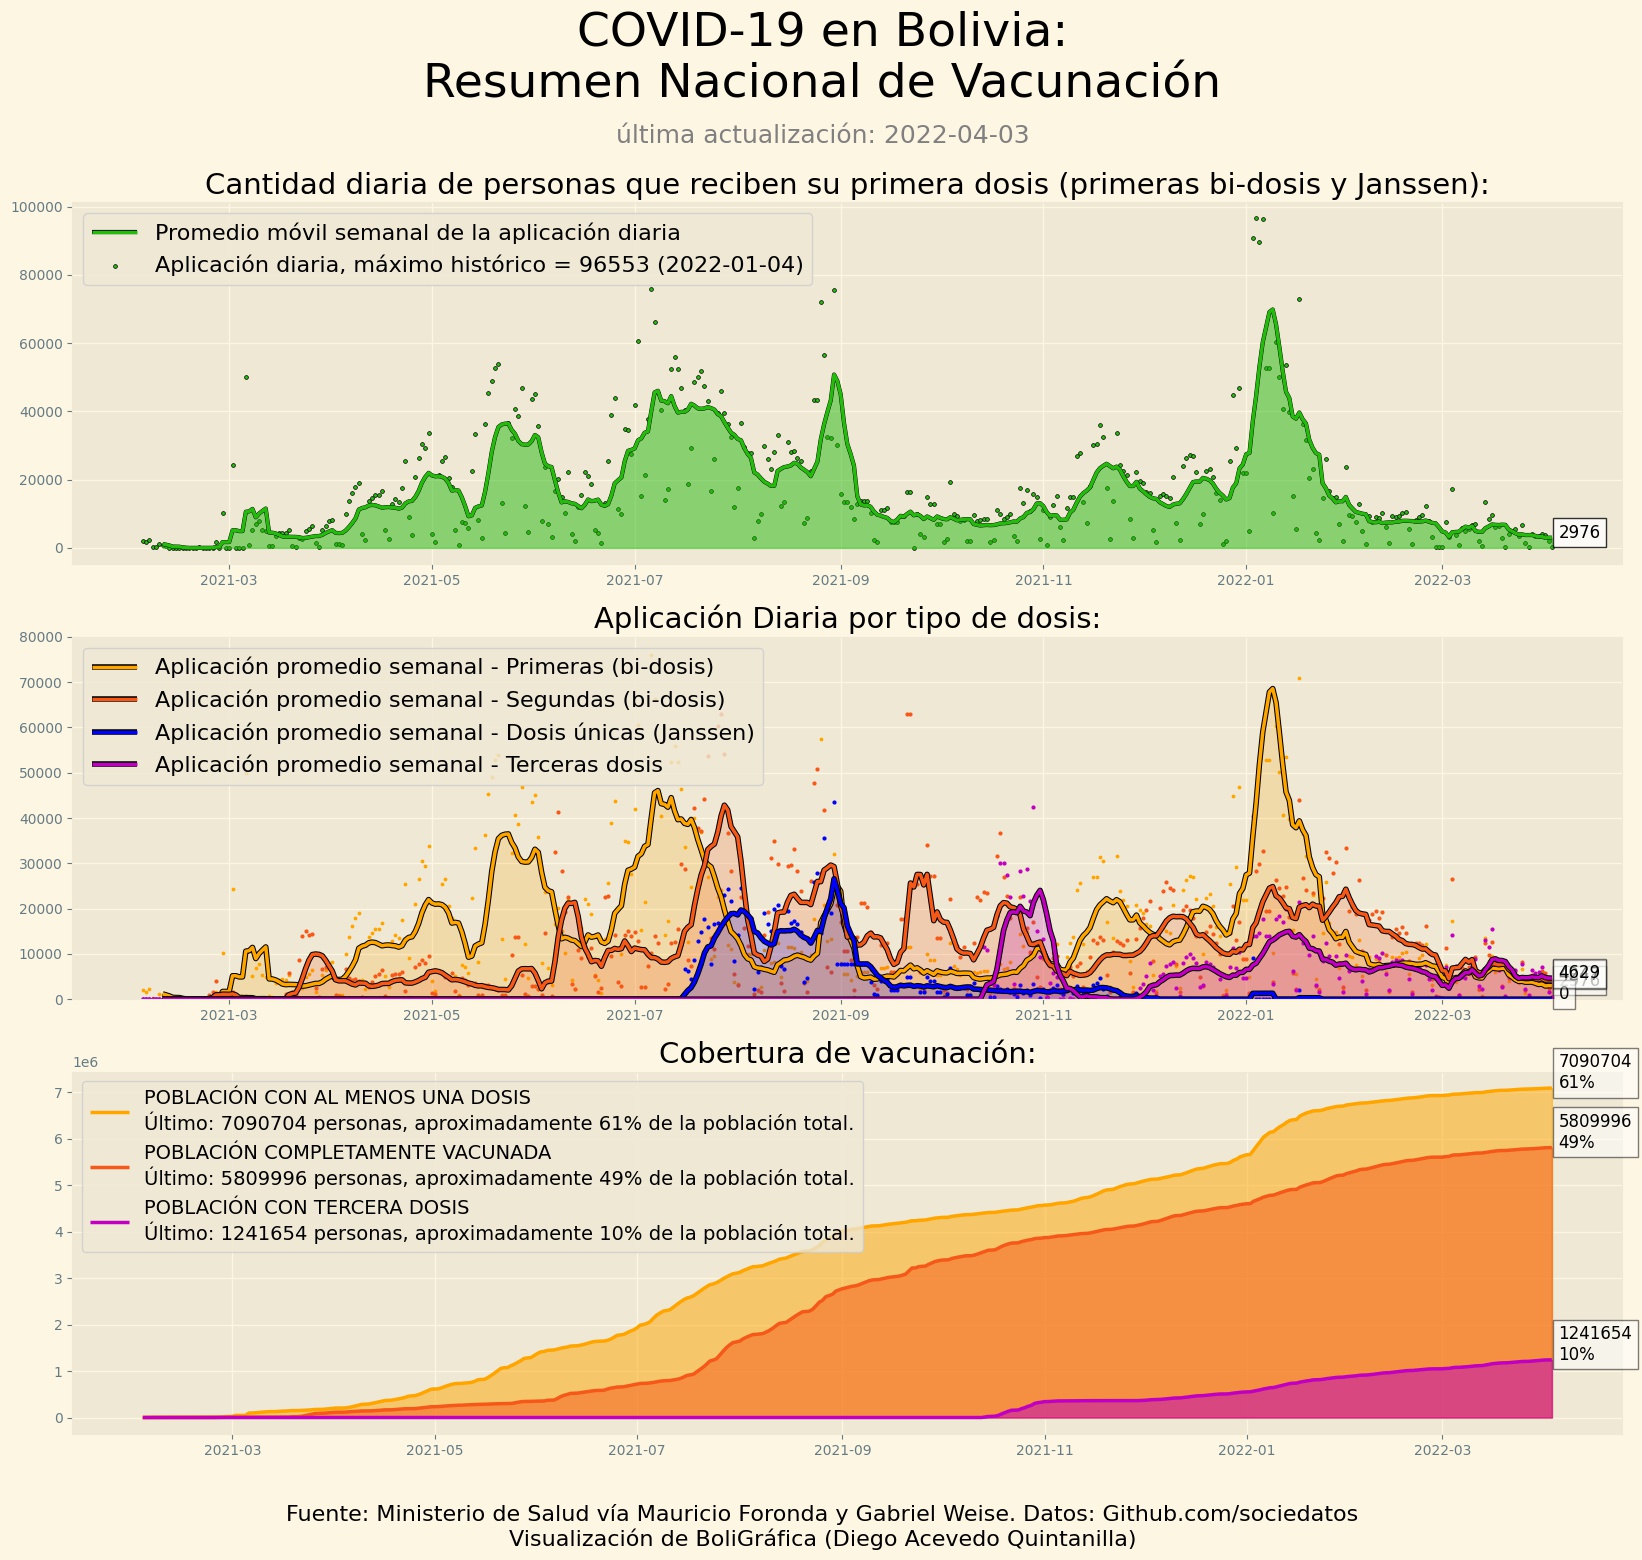 COVID-19 en Bolivia:
Resumen Nacional de Vacunación
última actualización: 2022-04-03
Cantidad diaria de personas que reciben su primera dosis (primeras bi-dosis y Janssen):
100000
80000
60000
40000
20000
0
Promedio móvil semanal de la aplicación diaria
Aplicación diaria, máximo histórico = 96553 (2022-01-04)
2976
2021-03 2021-05 2021-07 2021-09 2021-11 2022-01 2022-03
Aplicación Diaria por tipo de dosis:
80000
70000
60000
50000
40000
30000
20000
10000
0
Aplicación promedio semanal - Primeras (bi-dosis)
Aplicación promedio semanal - Segundas (bi-dosis)
Aplicación promedio semanal - Dosis únicas (Janssen)
Aplicación promedio semanal - Terceras dosis
4629
2976
0
2021-03 2021-05 2021-07 2021-09 2021-11 2022-01 2022-03
Cobertura de vacunación:
1e6
7
6
5
4
3
2
1
0
POBLACIÓN CON AL MENOS UNA DOSIS
Último: 7090704 personas, aproximadamente 61% de la población total.
POBLACIÓN COMPLETAMENTE VACUNADA
Último: 5809996 personas, aproximadamente 49% de la población total.
POBLACIÓN CON TERCERA DOSIS
Último: 1241654 personas, aproximadamente 10% de la población total.
7090704
61%
5809996
49%
1241654
10%
2021-03 2021-05 2021-07 2021-09 2021-11 2022-01 2022-03
Fuente: Ministerio de Salud vía Mauricio Foronda y Gabriel Weise. Datos: Github.com/sociedatos
Visualización de BoliGráfica (Diego Acevedo Quintanilla)